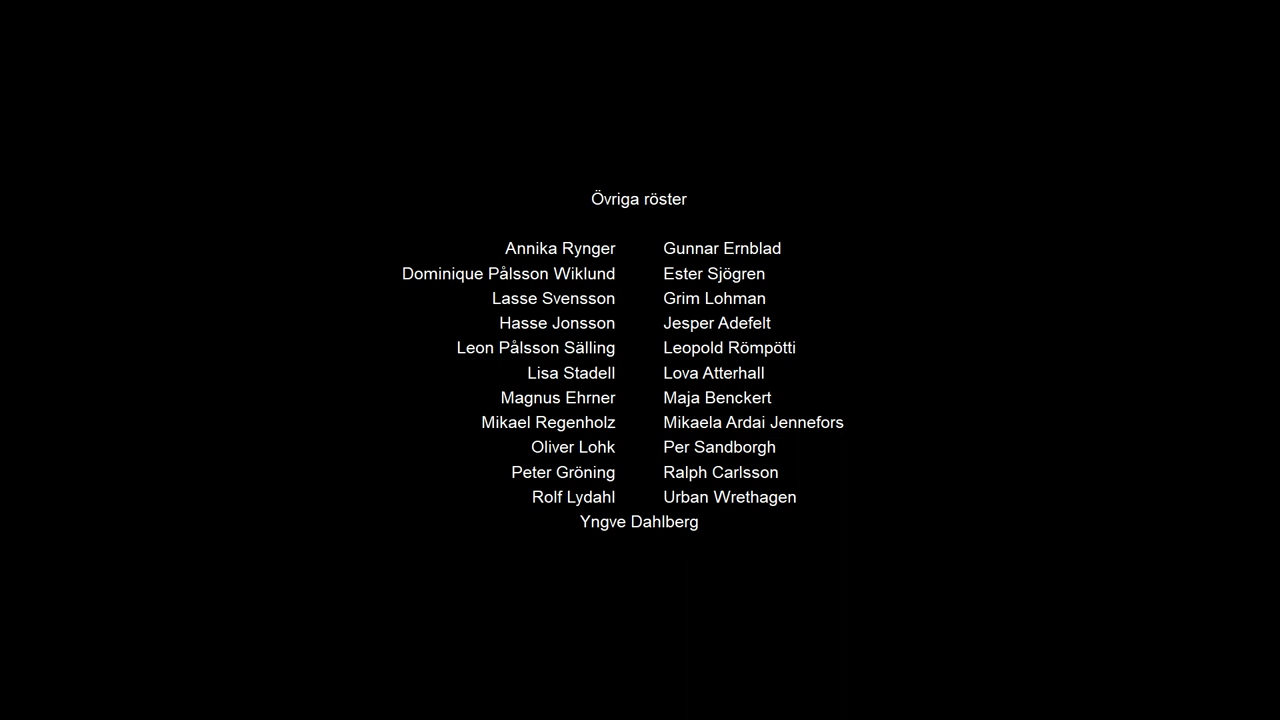 Övriga röster
Annika Rynger Gunnar Ernblad
Dominique Pålsson Wiklund Ester Sjögren
Lasse Svensson Grim Lohman
Hasse Jonsson Jesper Adefelt
Leon Pålsson Sälling Leopold Römpötti
Lisa Stadell Lova Atterhall
Magnus Ehrner Maja Benckert
Mikael Regenholz Mikaela Ardai Jennefors
Oliver Lohk Per Sandborgh
Peter Gröning Ralph Carlsson
Rolf Lydahl Urban Wrethagen
Yngve Dahlberg